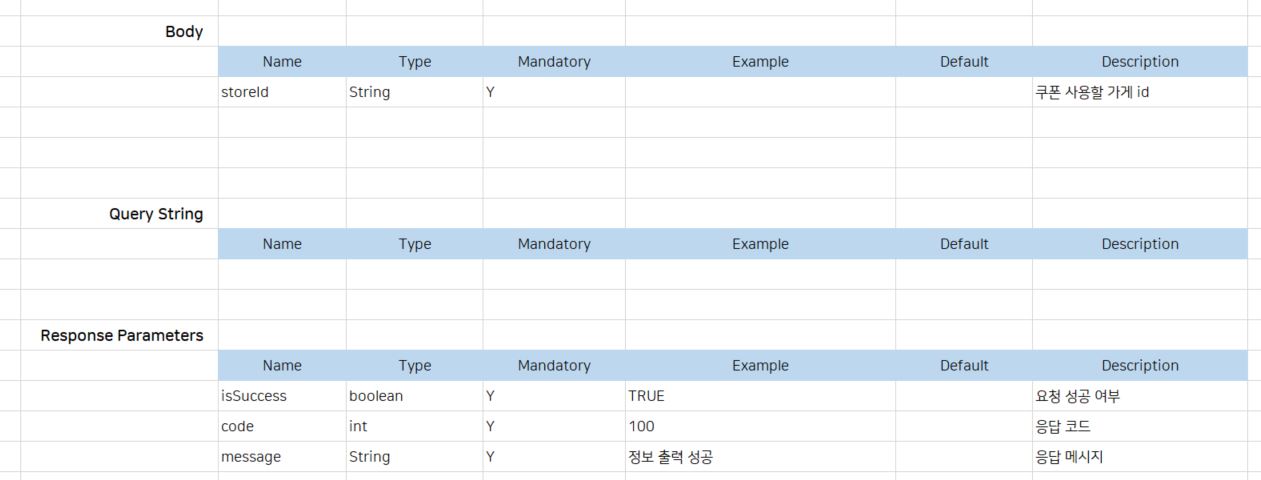 Body
Name Type Mandatory Example Default Description
storeId String Y 쿠폰 사용할 가게 id
Query String
Name Type Mandatory Example Default Description
Response Parameters
Name Type Mandatory Example Default Description
isSuccess boolean Y TRUE 요청 성공 여부
code int Y 100 응답 코드
message String Y 정보 출력 성공 응답 메시지